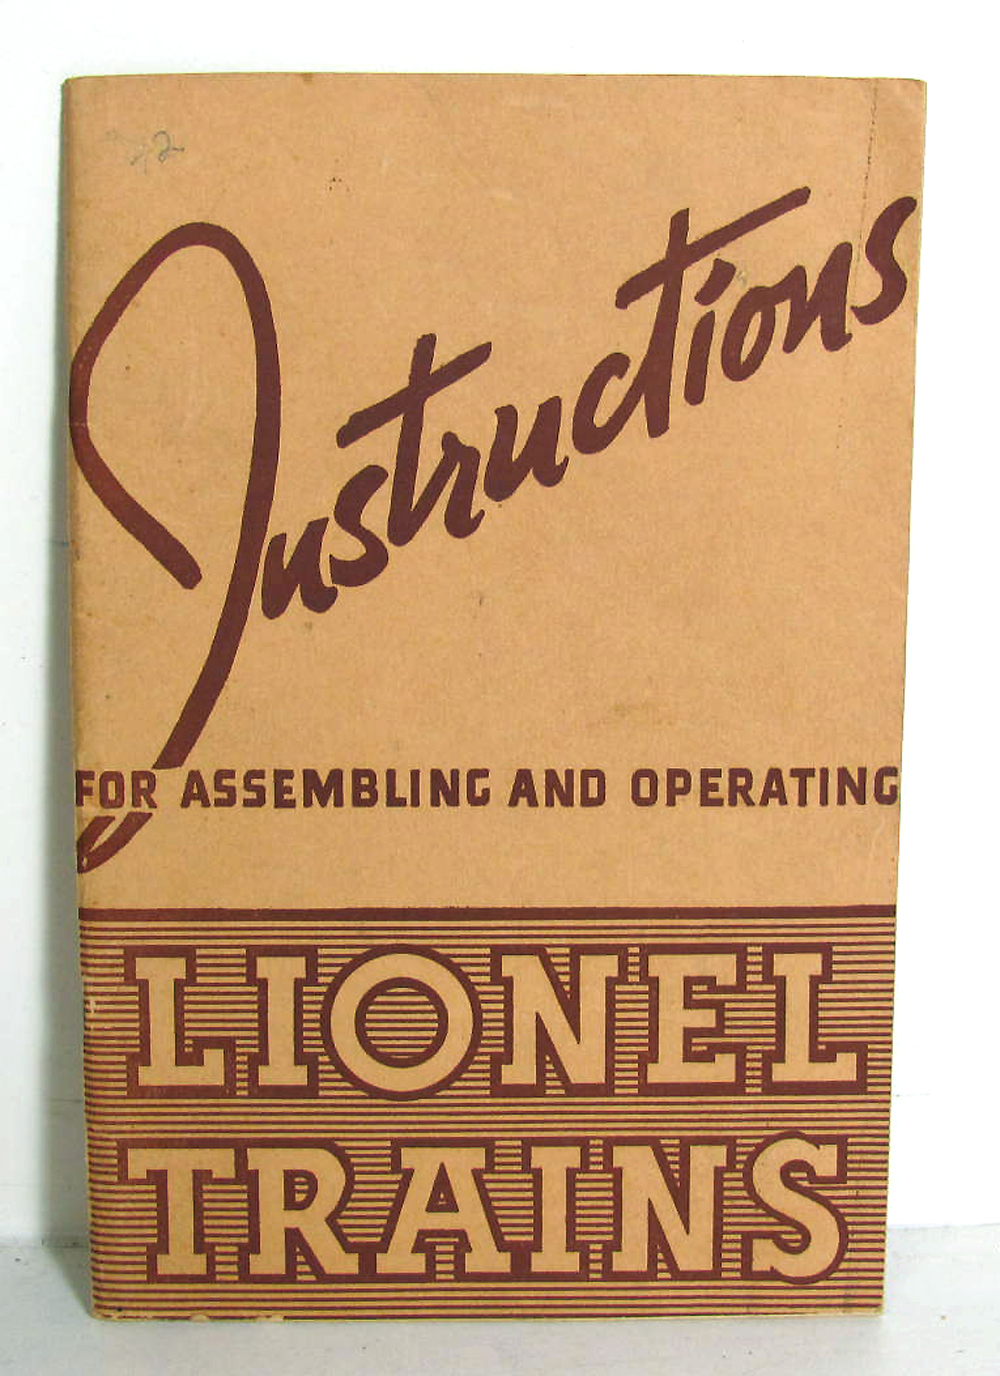 Instructions
FOR ASSEMBLING AND OPERATING
LIONEL
TRAINS